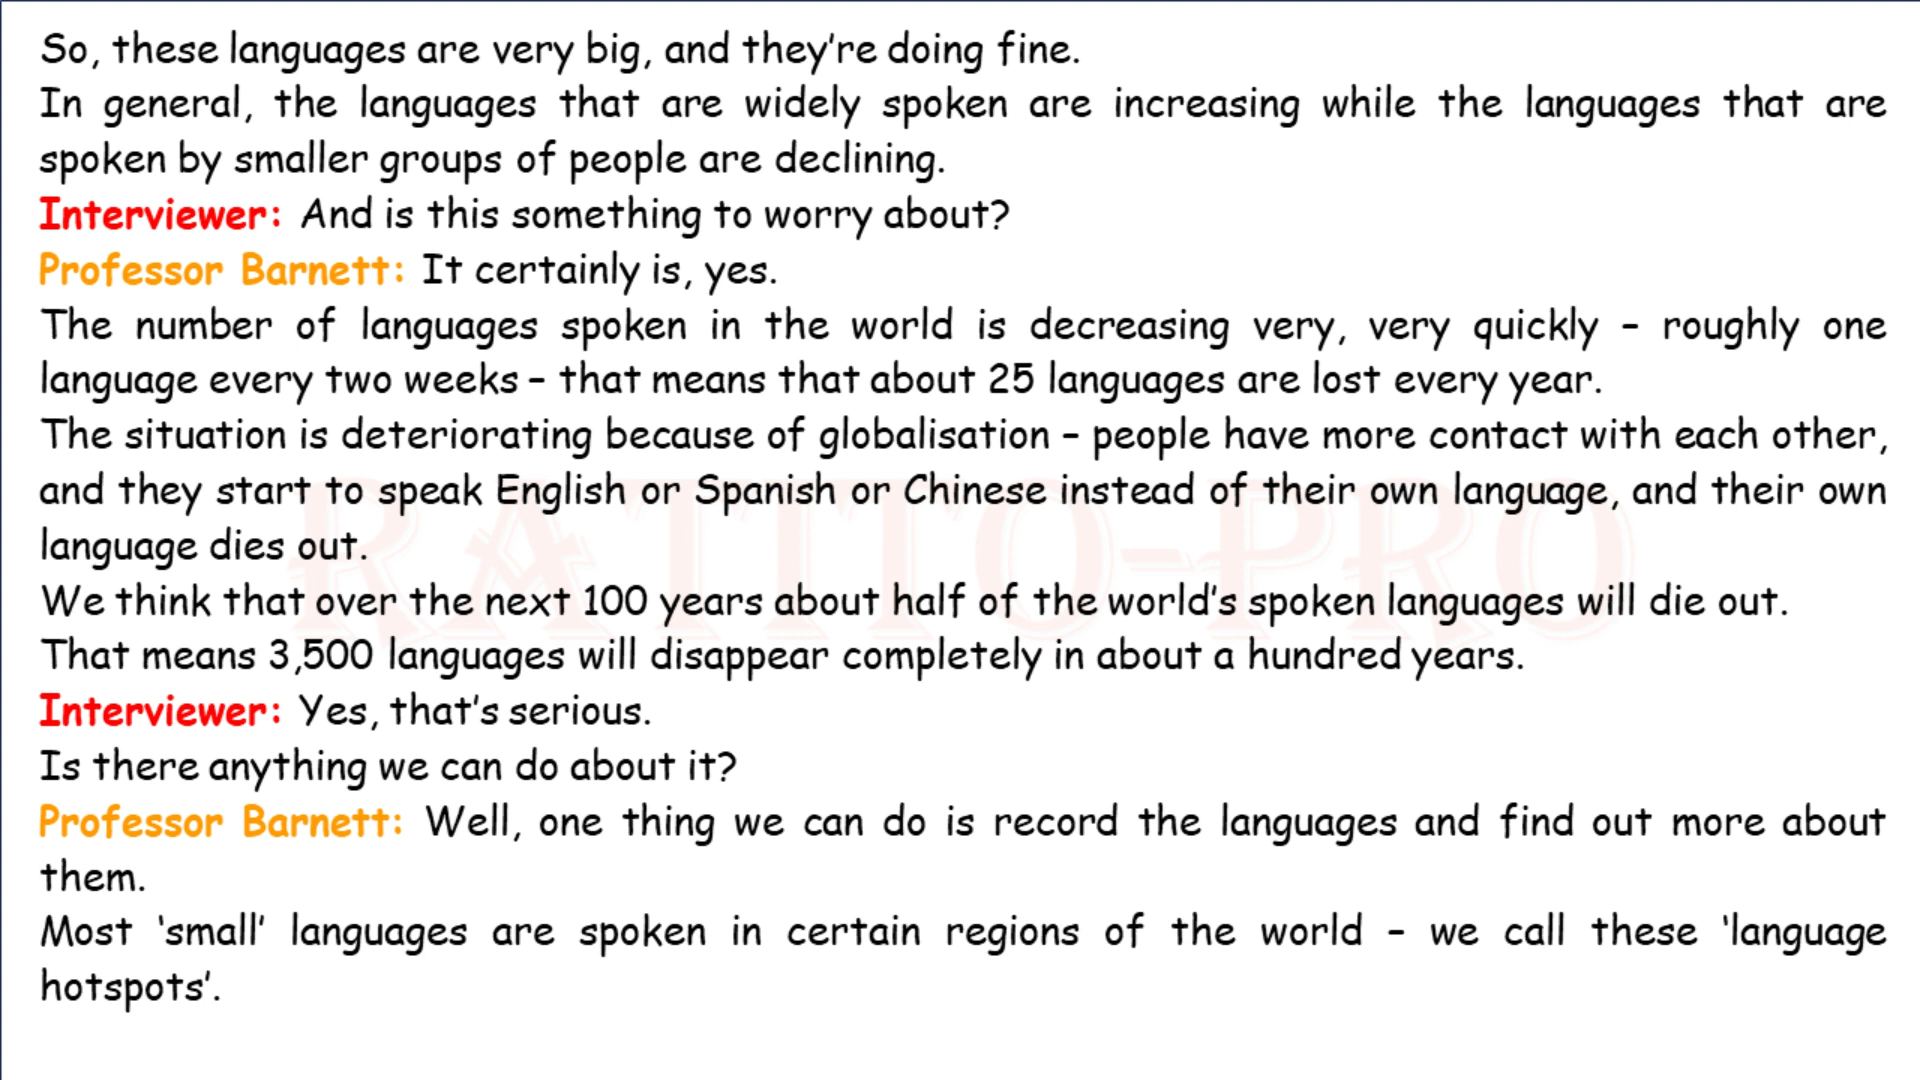 So, these languages are very big, and they're doing fine.
In general, the languages that are widely spoken are increasing while the languages that are
spoken by smaller groups of people are declining.
Interviewer: And is this something to worry about?
Professor Barnett: It certainly is, yes.
The number of languages spoken in the world is decreasing very, very quickly – roughly one
language every two weeks – that means that about 25 languages are lost every year.
The situation is deteriorating because of globalisation – people have more contact with each other,
and they start to speak English or Spanish or Chinese instead of their own language, and their own
language dies out.
We think that over the next 100 years about half of the world's spoken languages will die out.
That means 3,500 languages will disappear completely in about a hundred years.
Interviewer: Yes, that's serious.
Is there anything we can do about it?
Professor Barnett: Well, one thing we can do is record the languages and find out more about
them.
Most 'small' languages are spoken in certain regions of the world – we call these 'language
hotspots'.
RATITO-PRO